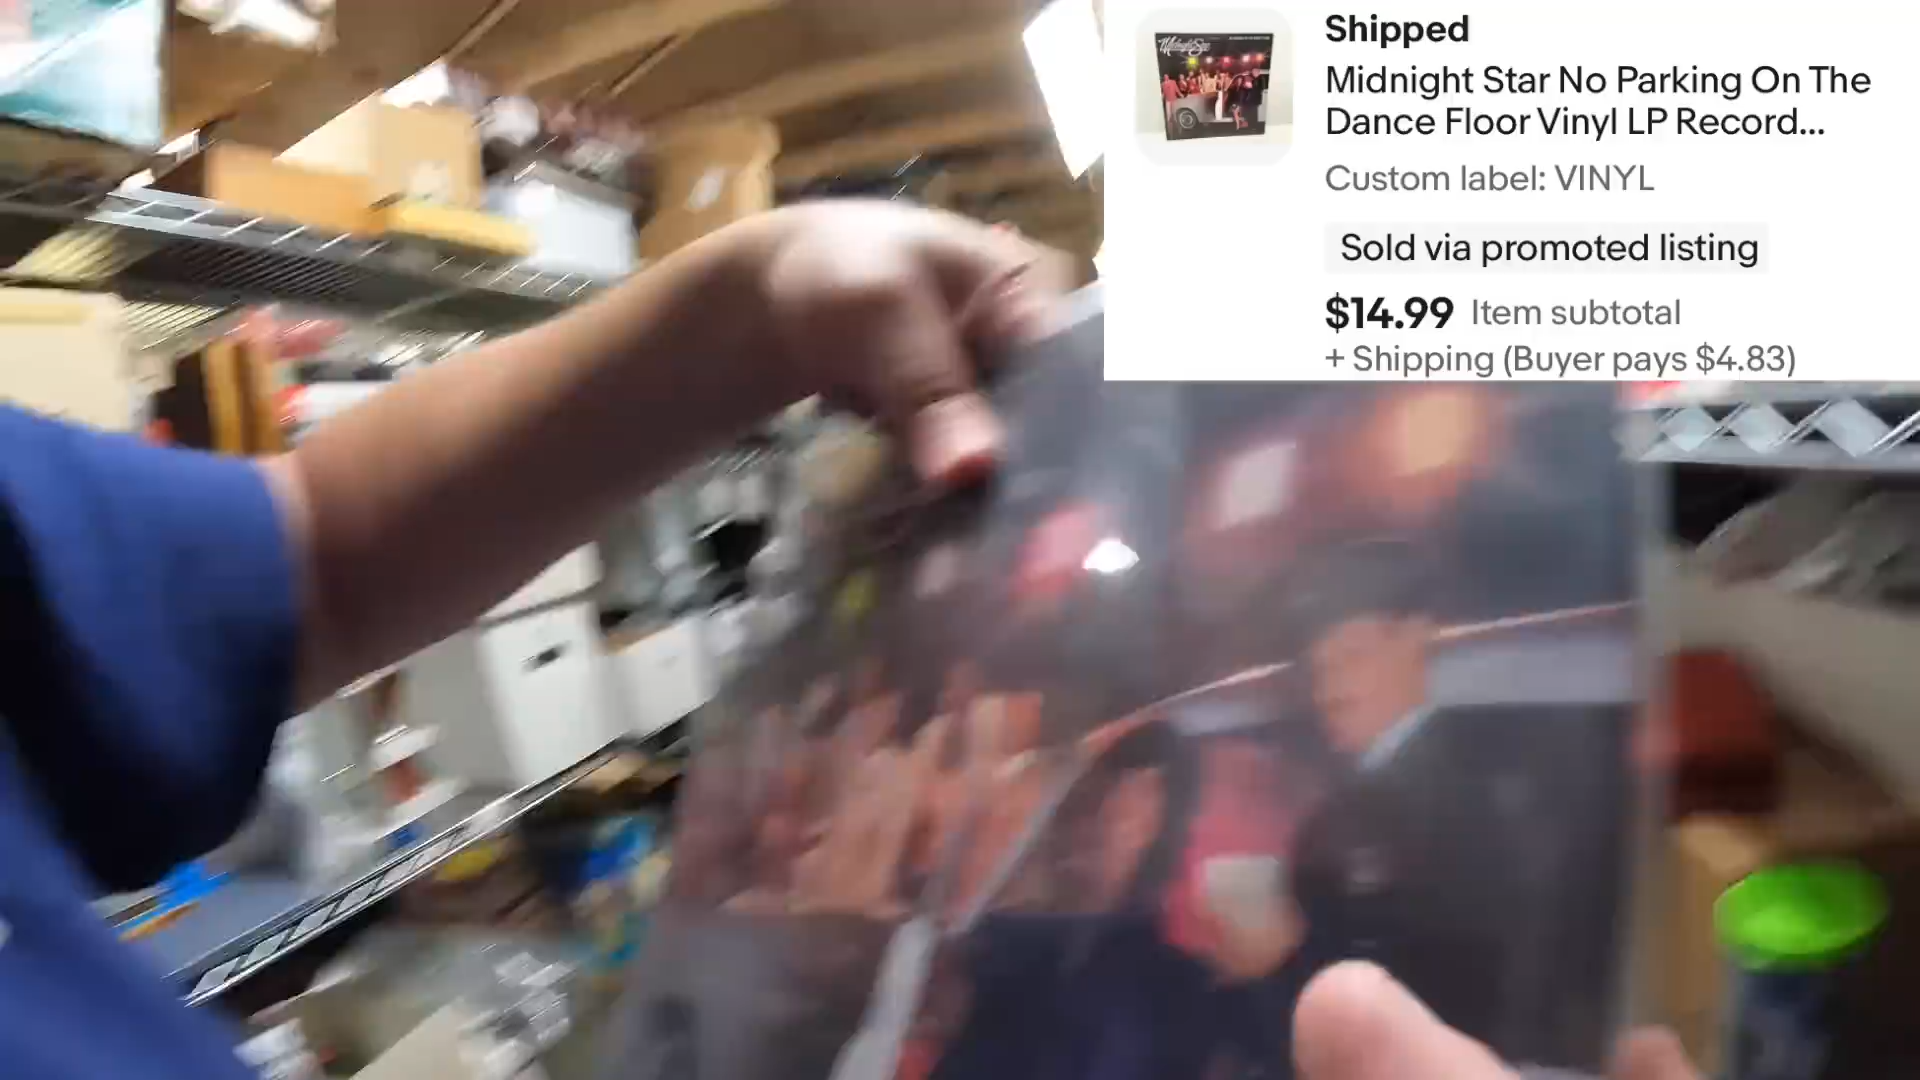 Shipped
Midnight Star No Parking On The
Dance Floor Vinyl LP Record...
Custom label: VINYL
Sold via promoted listing
$14.99 Item subtotal
+ Shipping (Buyer pays $4.83)